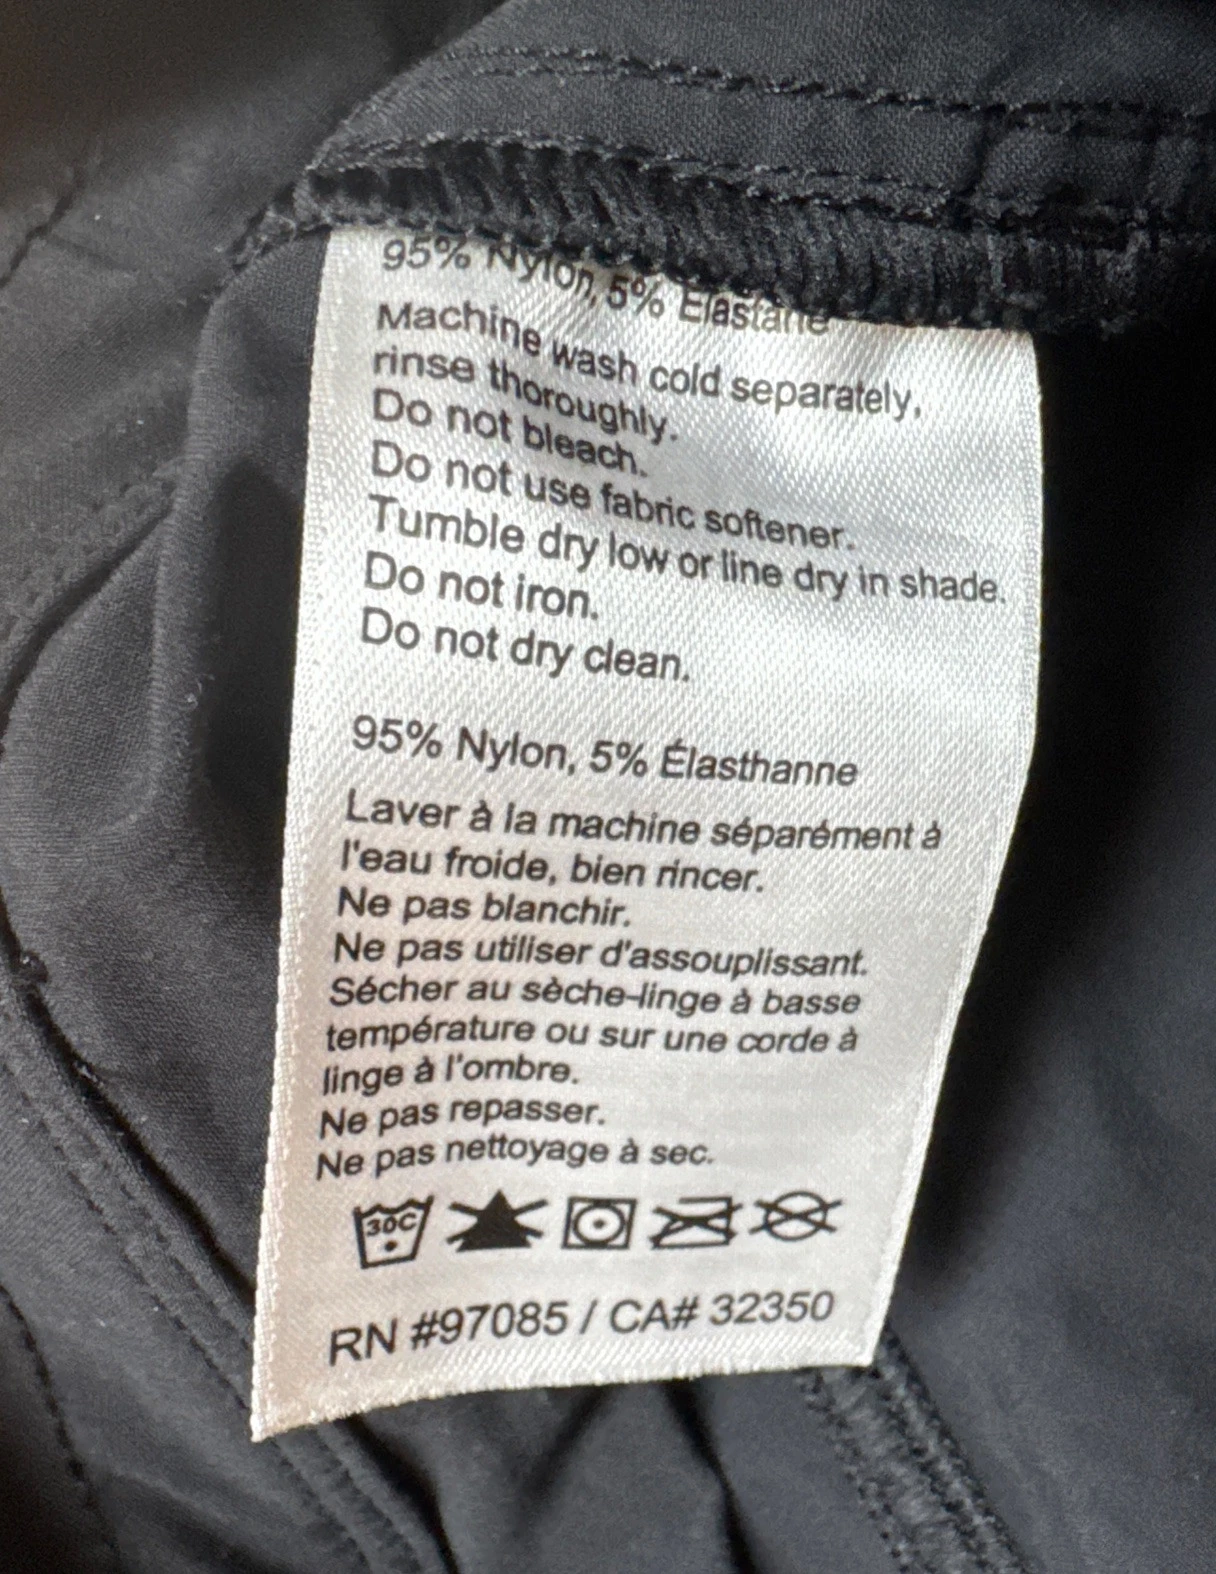 95% Nylon, 5% Elastane
Machine wash cold separately,
rinse thoroughly.
Do not bleach.
Do not use fabric softener.
Tumble dry low or line dry in shade.
Do not iron.
Do not dry clean.
95% Nylon, 5% Élasthanne
Laver à la machine séparément à
l'eau froide, bien rincer.
Ne pas blanchir.
Ne pas utiliser d'assouplissant.
Sécher au sèche-linge à basse
température ou sur une corde à
linge à l'ombre.
Ne pas repasser.
Ne pas nettoyage à sec.
30C
RN #97085 / CA# 32350